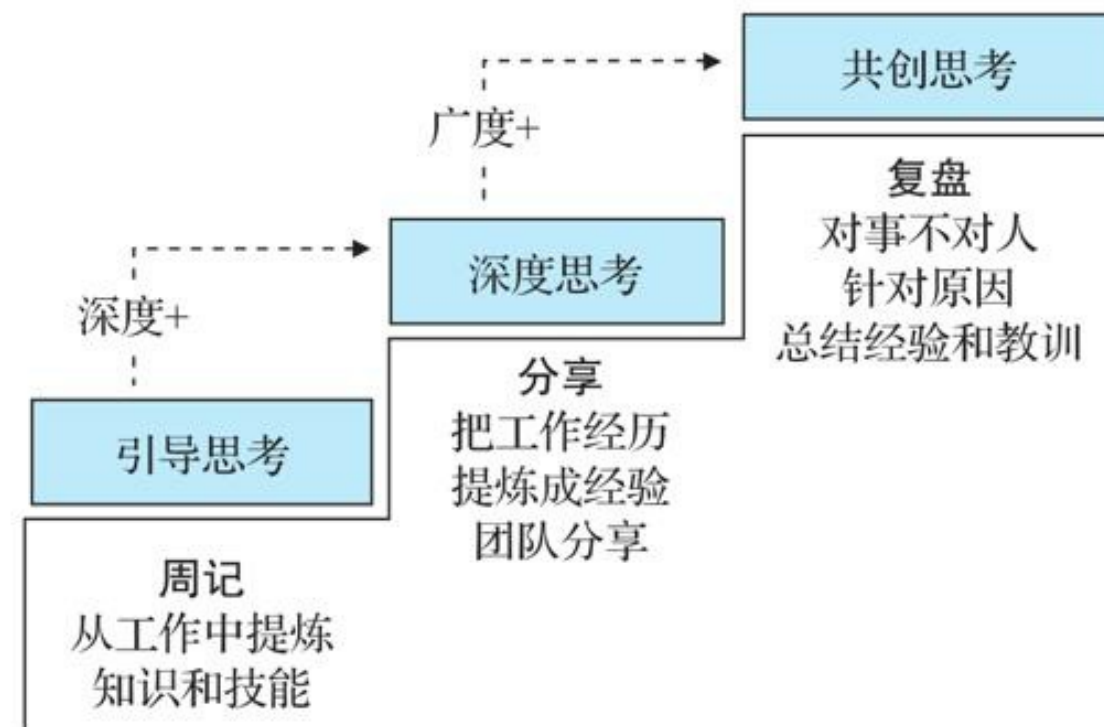 共创思考
广度+
复盘
对事不对人
针对原因
总结经验和教训
深度思考
深度+
分享
把工作经历
提炼成经验
团队分享
引导思考
周记
从工作中提炼
知识和技能